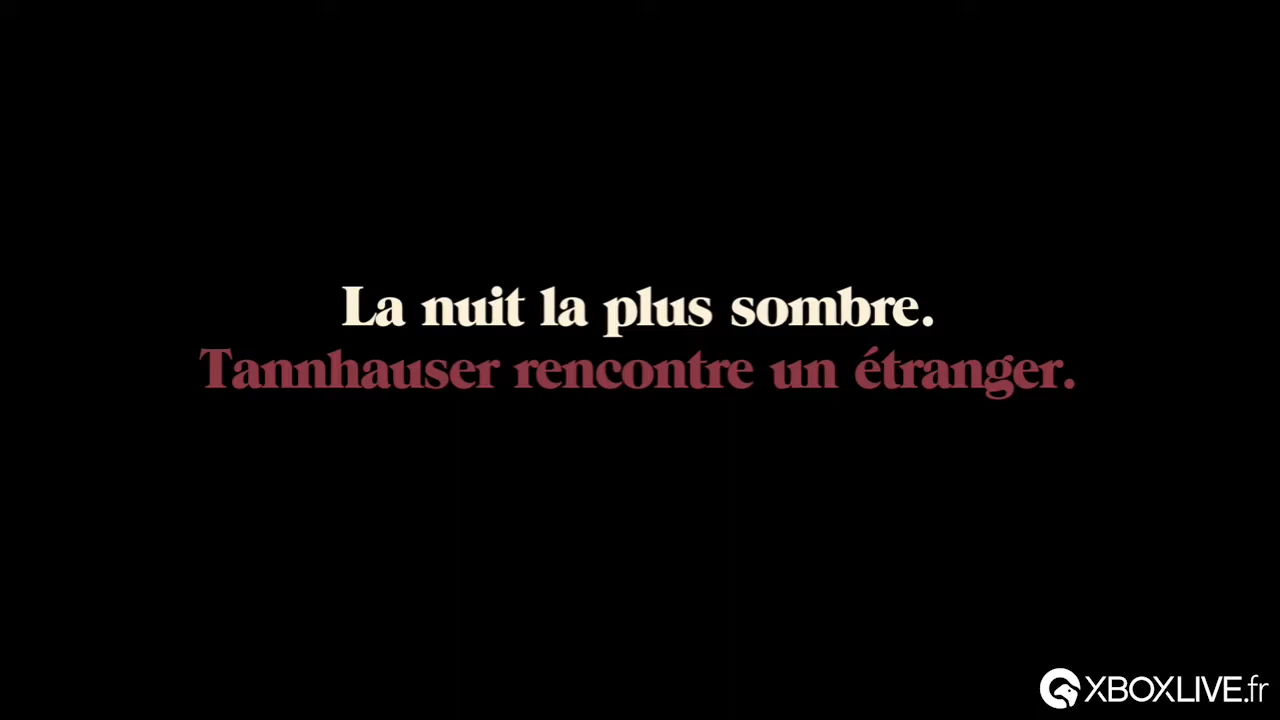 La nuit la plus sombre.
Tannhauser rencontre un étranger.
XBOXLIVE.fr